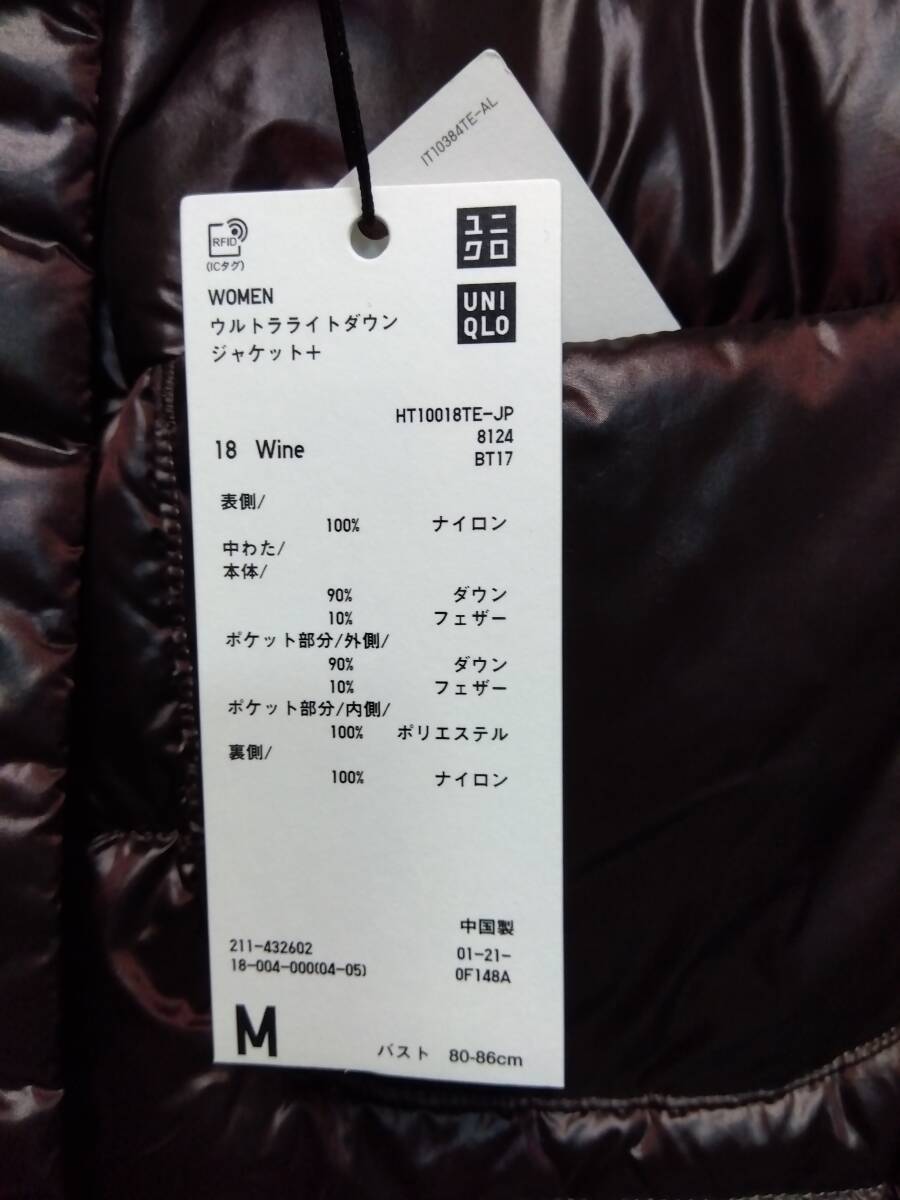 IT10384TE-AL
RFID
(ICタグ)
ユニ
クロ
UNI
QLO
WOMEN
ウルトラライトダウン
ジャケット+
HT10018TE-JP
8124
BT17
18 Wine
表側/
100% ナイロン
中わた/
本体/
90% ダウン
10% フェザー
ポケット部分/外側/
90% ダウン
10% フェザー
ポケット部分/内側/
100% ポリエステル
裏側/
100% ナイロン
中国製
211-432602 01-21-
18-004-000(04-05) 0F148A
M バスト 80-86cm